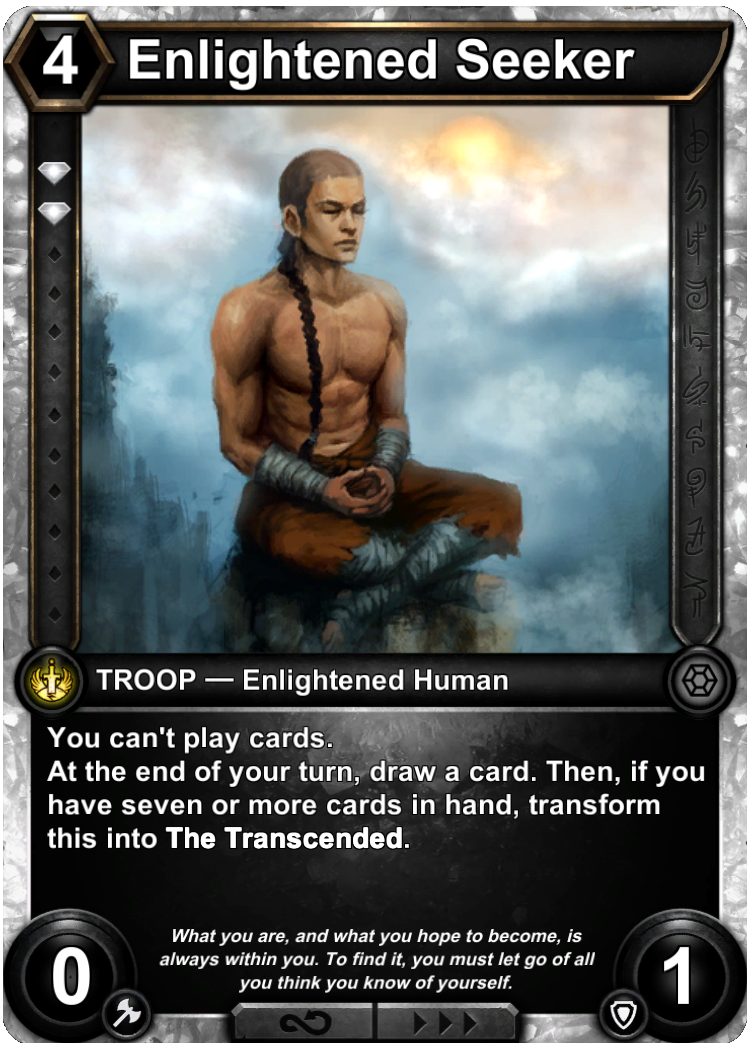 4 Enlightened Seeker
TROOP — Enlightened Human
You can't play cards.
At the end of your turn, draw a card. Then, if you
have seven or more cards in hand, transform
this into The Transcended.
What you are, and what you hope to become, is
always within you. To find it, you must let go of all
you think you know of yourself.
0
1